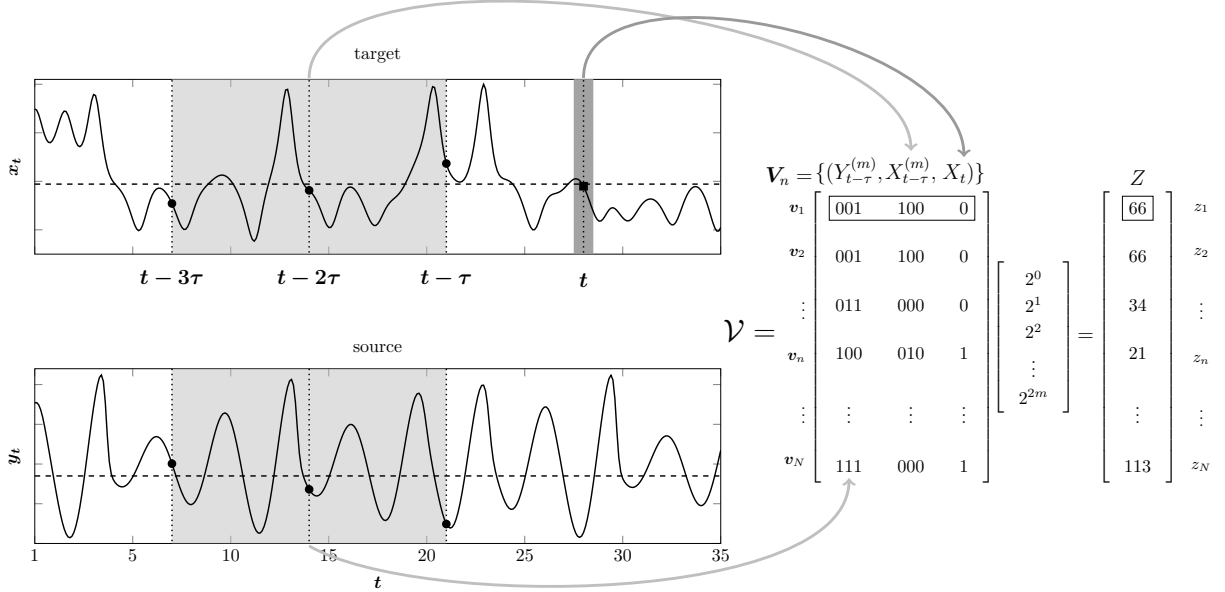 target
x_t
t − 3τ t − 2τ t − τ t
source
y_t
1 5 10 15 20 25 30 35
t
V_n = {(Y_{t−τ}^{(m)}, X_{t−τ}^{(m)}, X_t)}
Z
v_1 001 100 0 66 z_1
v_2 001 100 0 66 z_2
2^0
⋮ 011 000 0 2^1 34 ⋮
𝒱 = 2^2 =
v_n 100 010 1 ⋮ 21 z_n
2^{2m}
⋮ ⋮ ⋮ ⋮ ⋮ ⋮
v_N 111 000 1 113 z_N